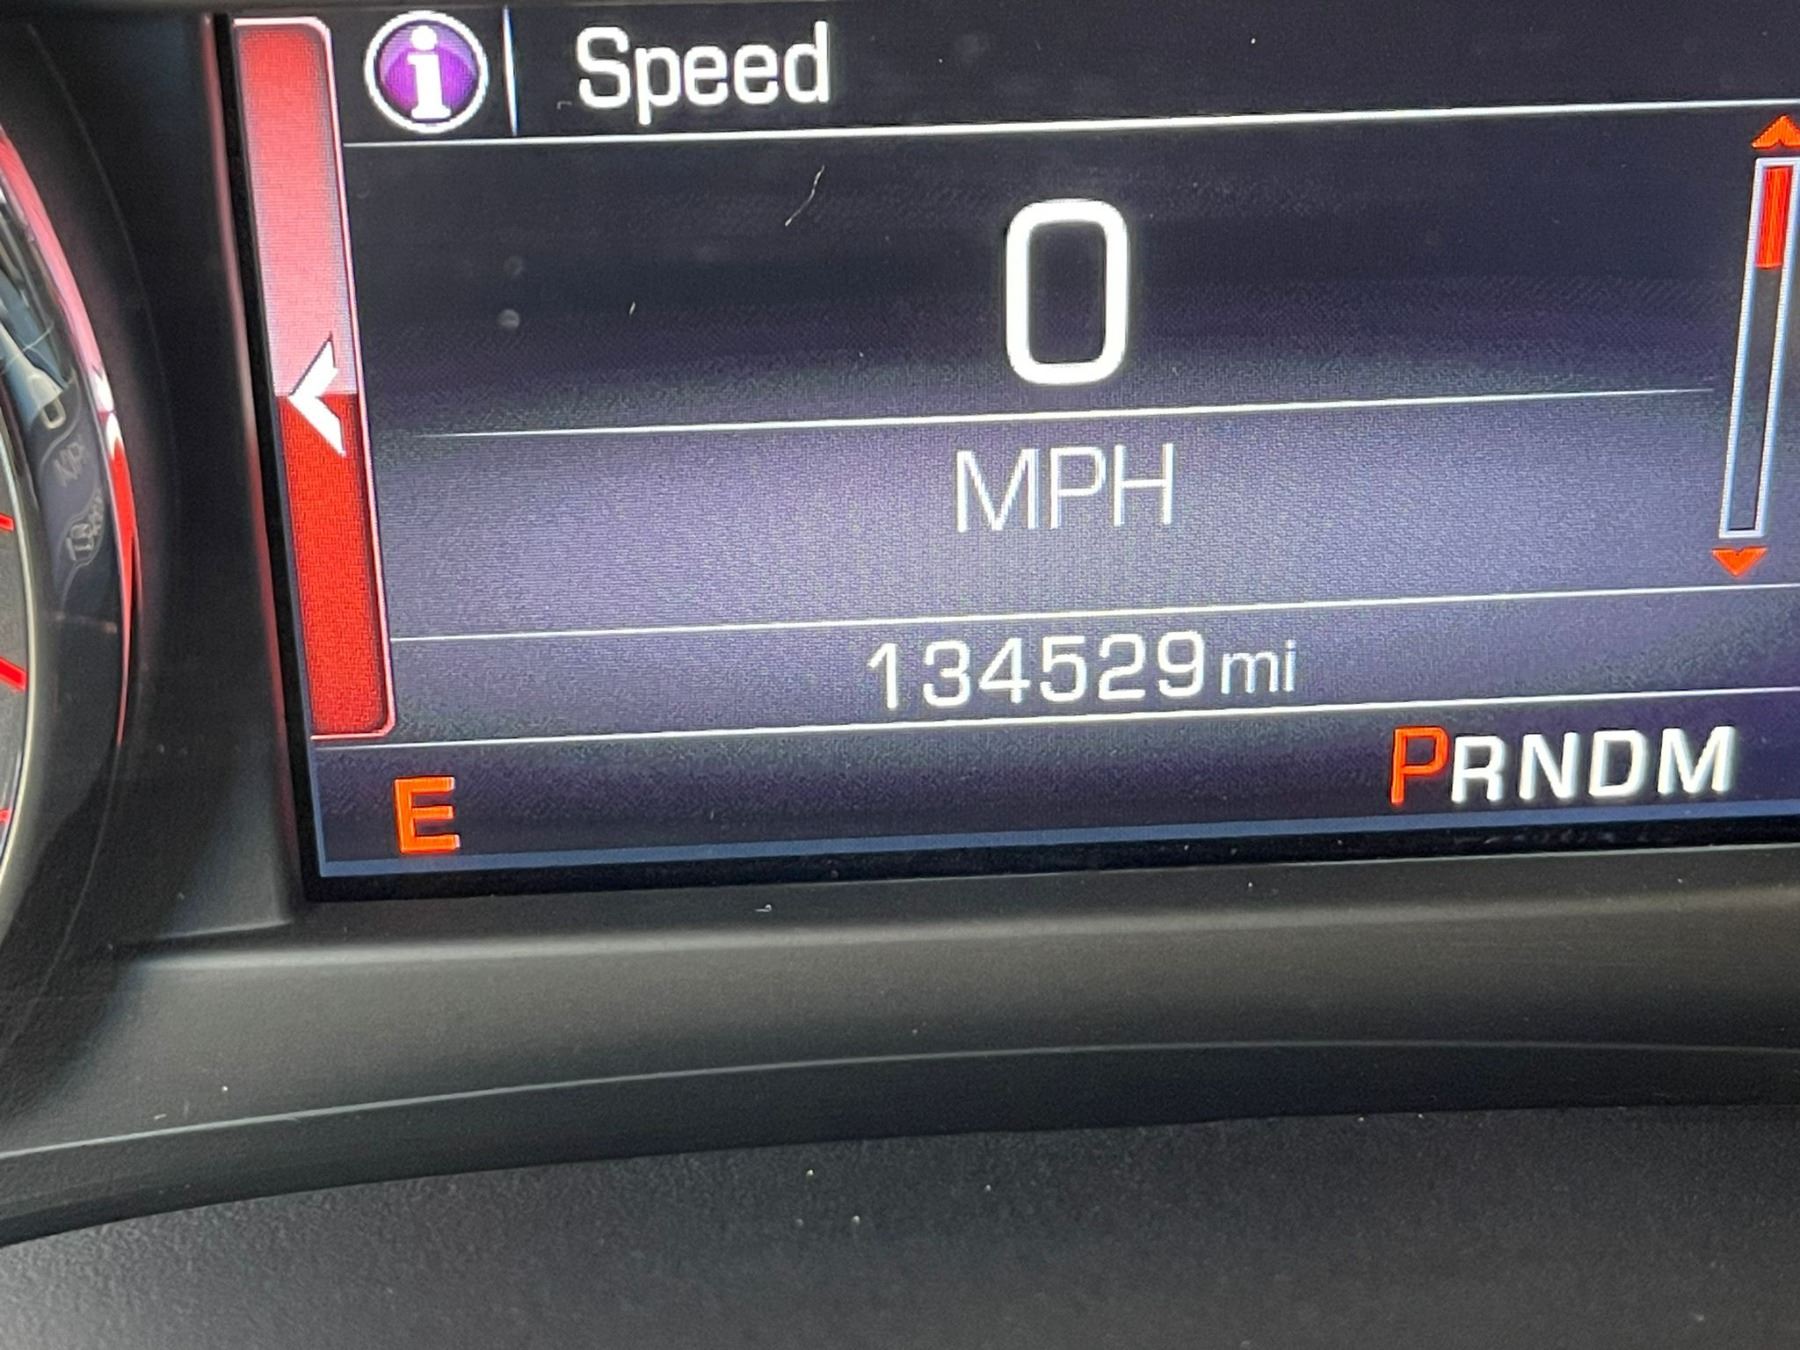 Speed
0
MPH
134529 mi
E
PRNDM